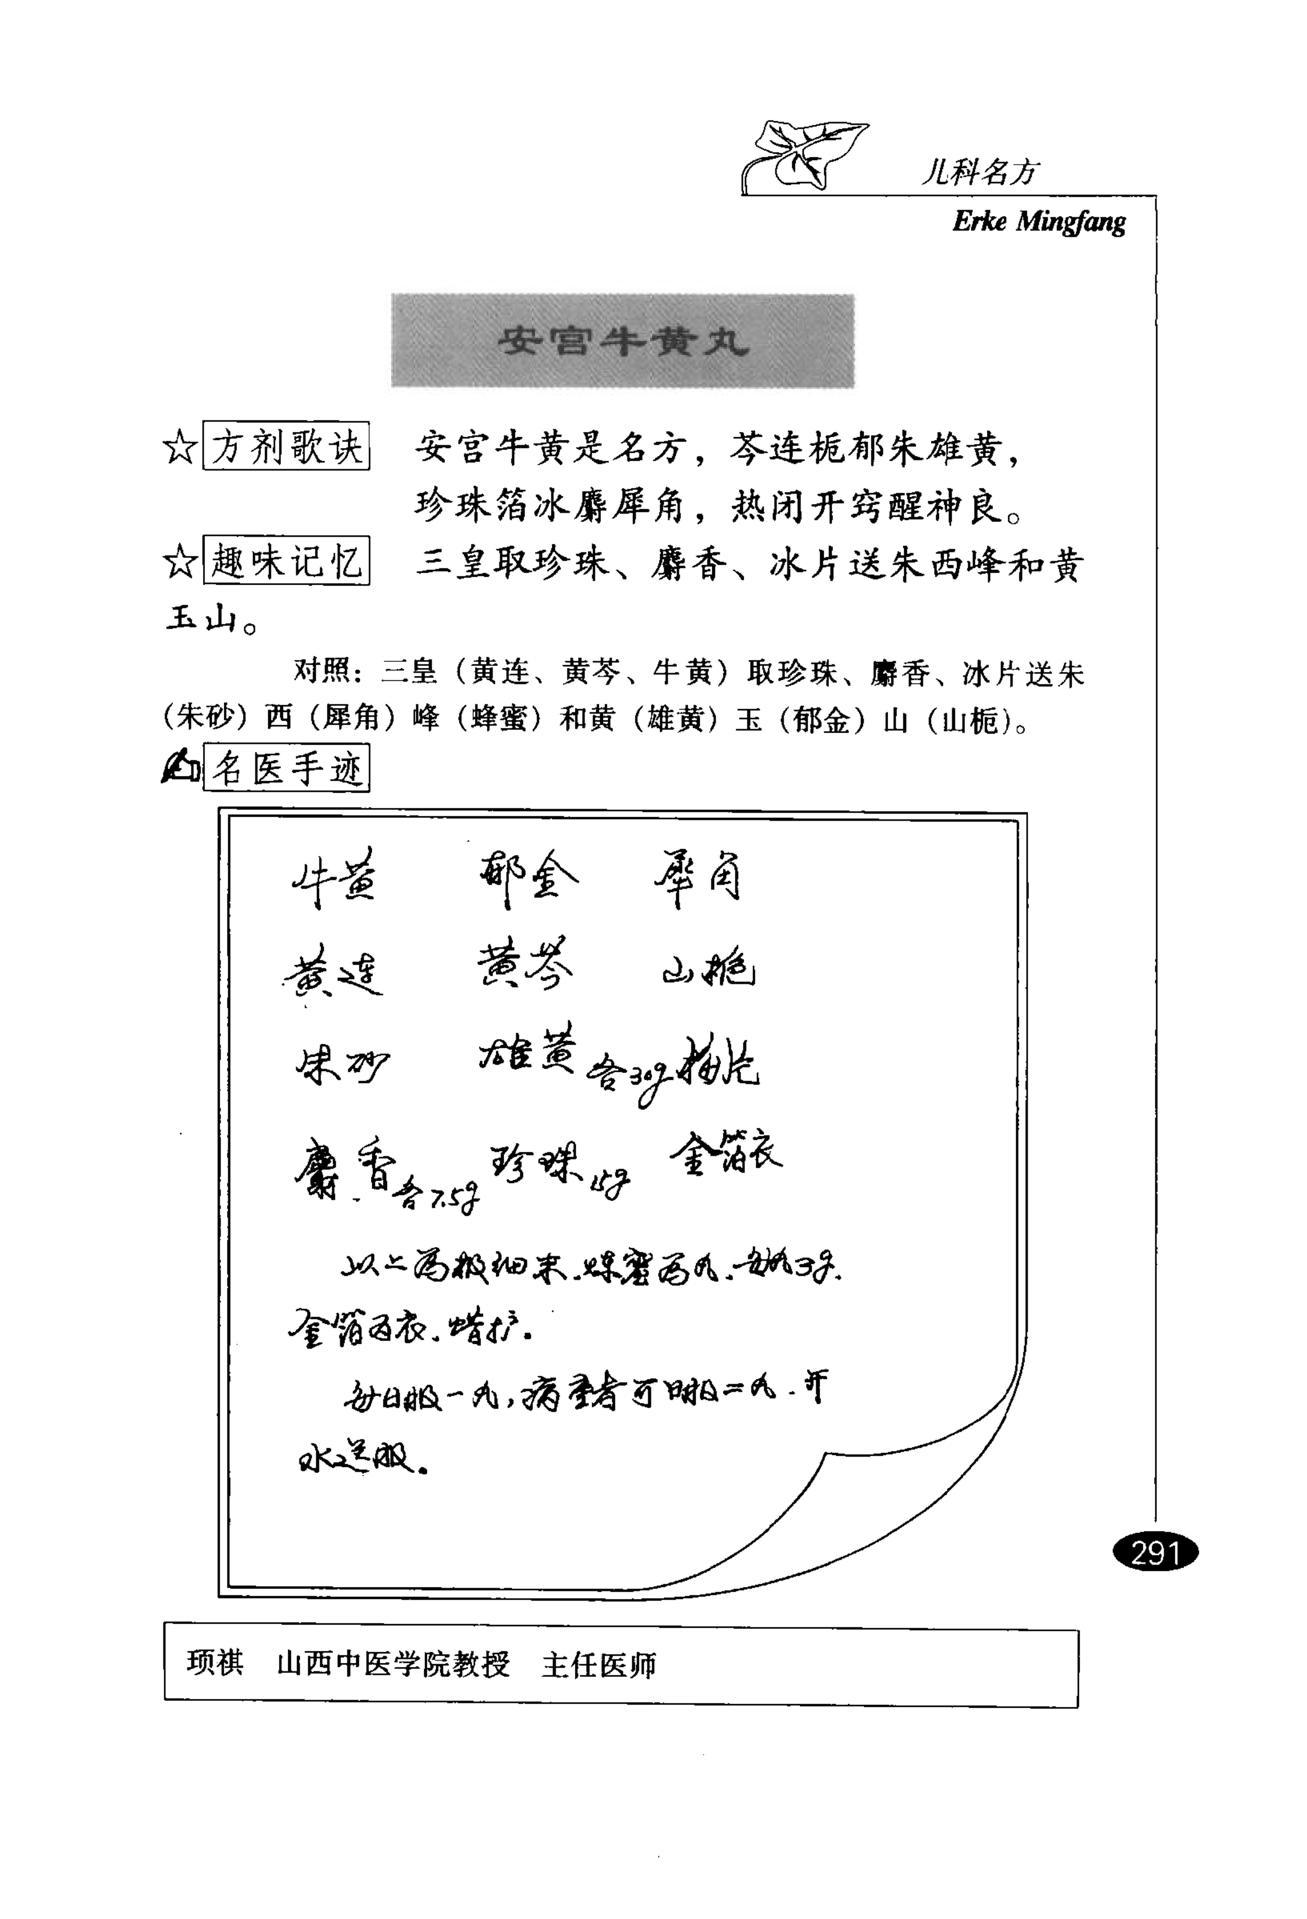 儿科名方
Erke Mingfang
安宫牛黄丸
☆方剂歌诀 安宫牛黄是名方，芩连栀郁朱雄黄，
珍珠箔冰麝犀角，热闭开窍醒神良。
☆趣味记忆 三皇取珍珠、麝香、冰片送朱西峰和黄
玉山。
对照：三皇（黄连、黄芩、牛黄）取珍珠、麝香、冰片送朱
（朱砂）西（犀角）峰（蜂蜜）和黄（雄黄）玉（郁金）山（山栀）。
名医手迹
牛黄 郁金 犀角
黄连 黄芩 山栀
朱砂 雄黄各30g 梅片
麝香各7.5g 珍珠15g 金箔衣
以上为极细末.炼蜜为丸.每丸3g.
金箔为衣.蜡护.
每日服一丸，病重者可日服二丸.开
水送服.
291
顼祺 山西中医学院教授 主任医师